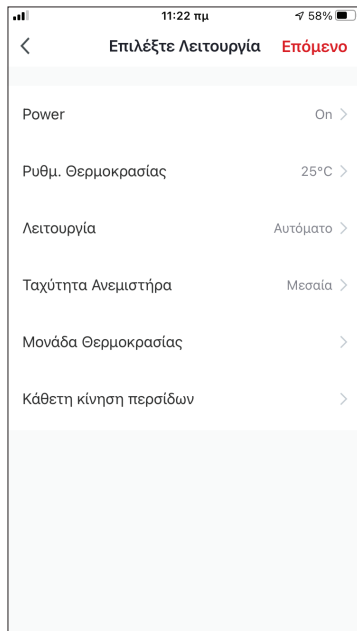 11:22 πμ 58%
Επιλέξτε Λειτουργία Επόμενο
Power On
Ρυθμ. Θερμοκρασίας 25°C
Λειτουργία Αυτόματο
Ταχύτητα Ανεμιστήρα Μεσαία
Μονάδα Θερμοκρασίας
Κάθετη κίνηση περσίδων